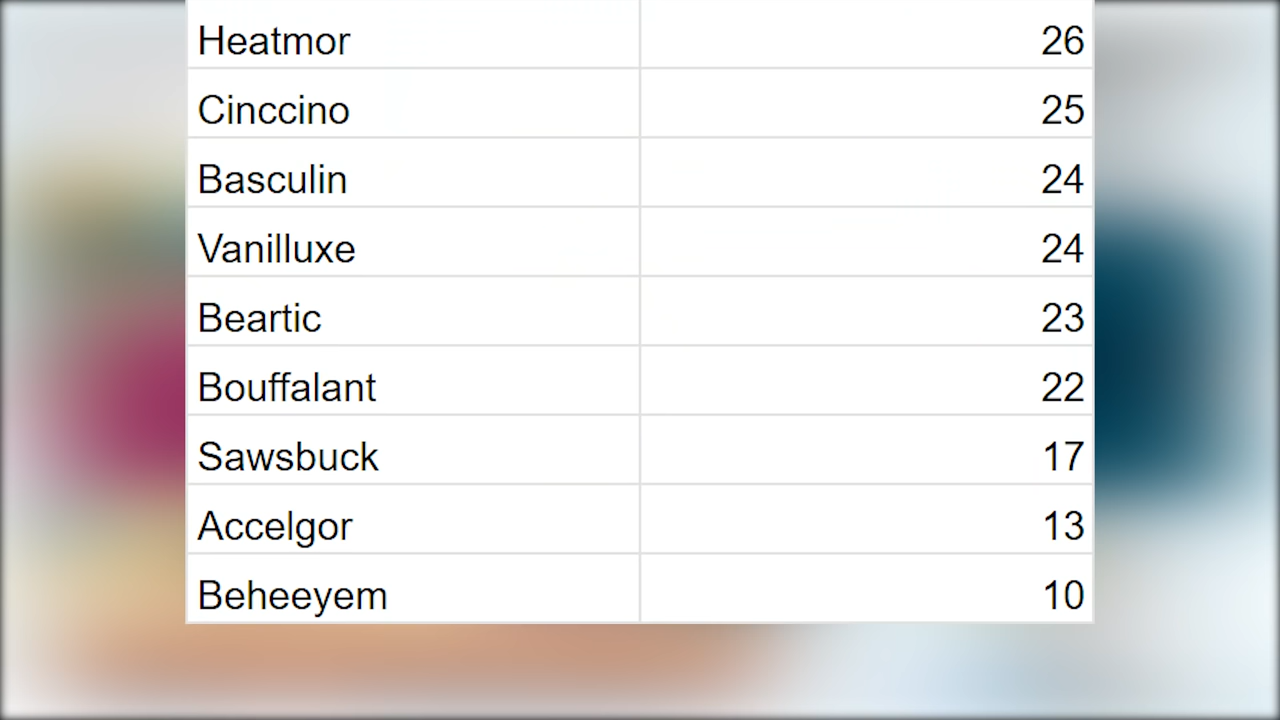 Heatmor 26
Cinccino 25
Basculin 24
Vanilluxe 24
Beartic 23
Bouffalant 22
Sawsbuck 17
Accelgor 13
Beheeyem 10